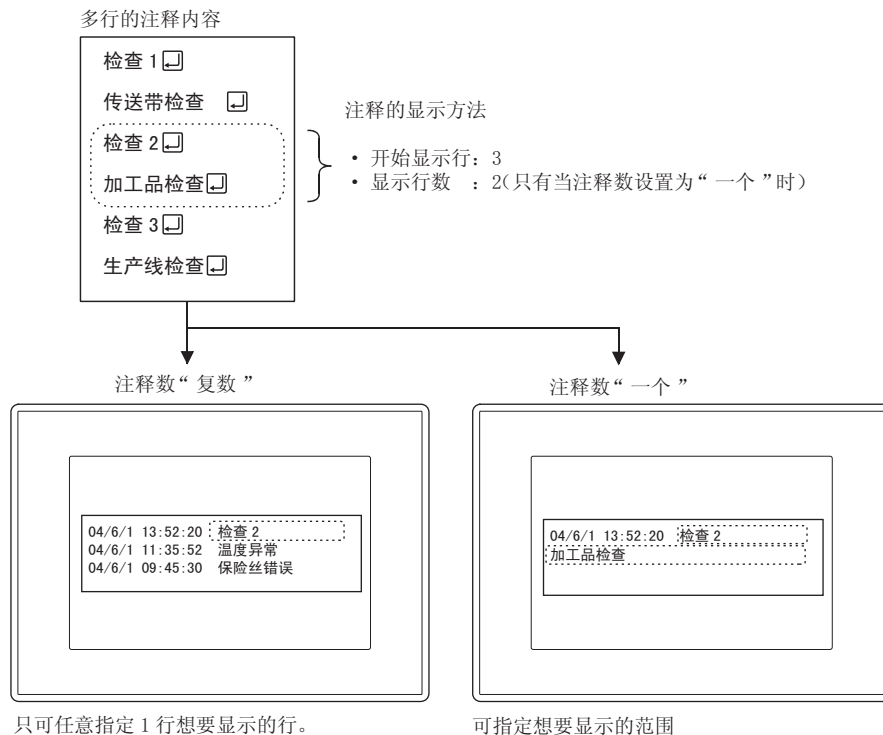 多行的注释内容
检查 1
传送带检查
检查 2
加工品检查
检查 3
生产线检查
注释的显示方法
• 开始显示行：3
• 显示行数 ：2(只有当注释数设置为“一个”时)
注释数“复数”
04/6/1 13:52:20 检查 2
04/6/1 11:35:52 温度异常
04/6/1 09:45:30 保险丝错误
只可任意指定 1 行想要显示的行。
注释数“一个”
04/6/1 13:52:20 检查 2
加工品检查
可指定想要显示的范围